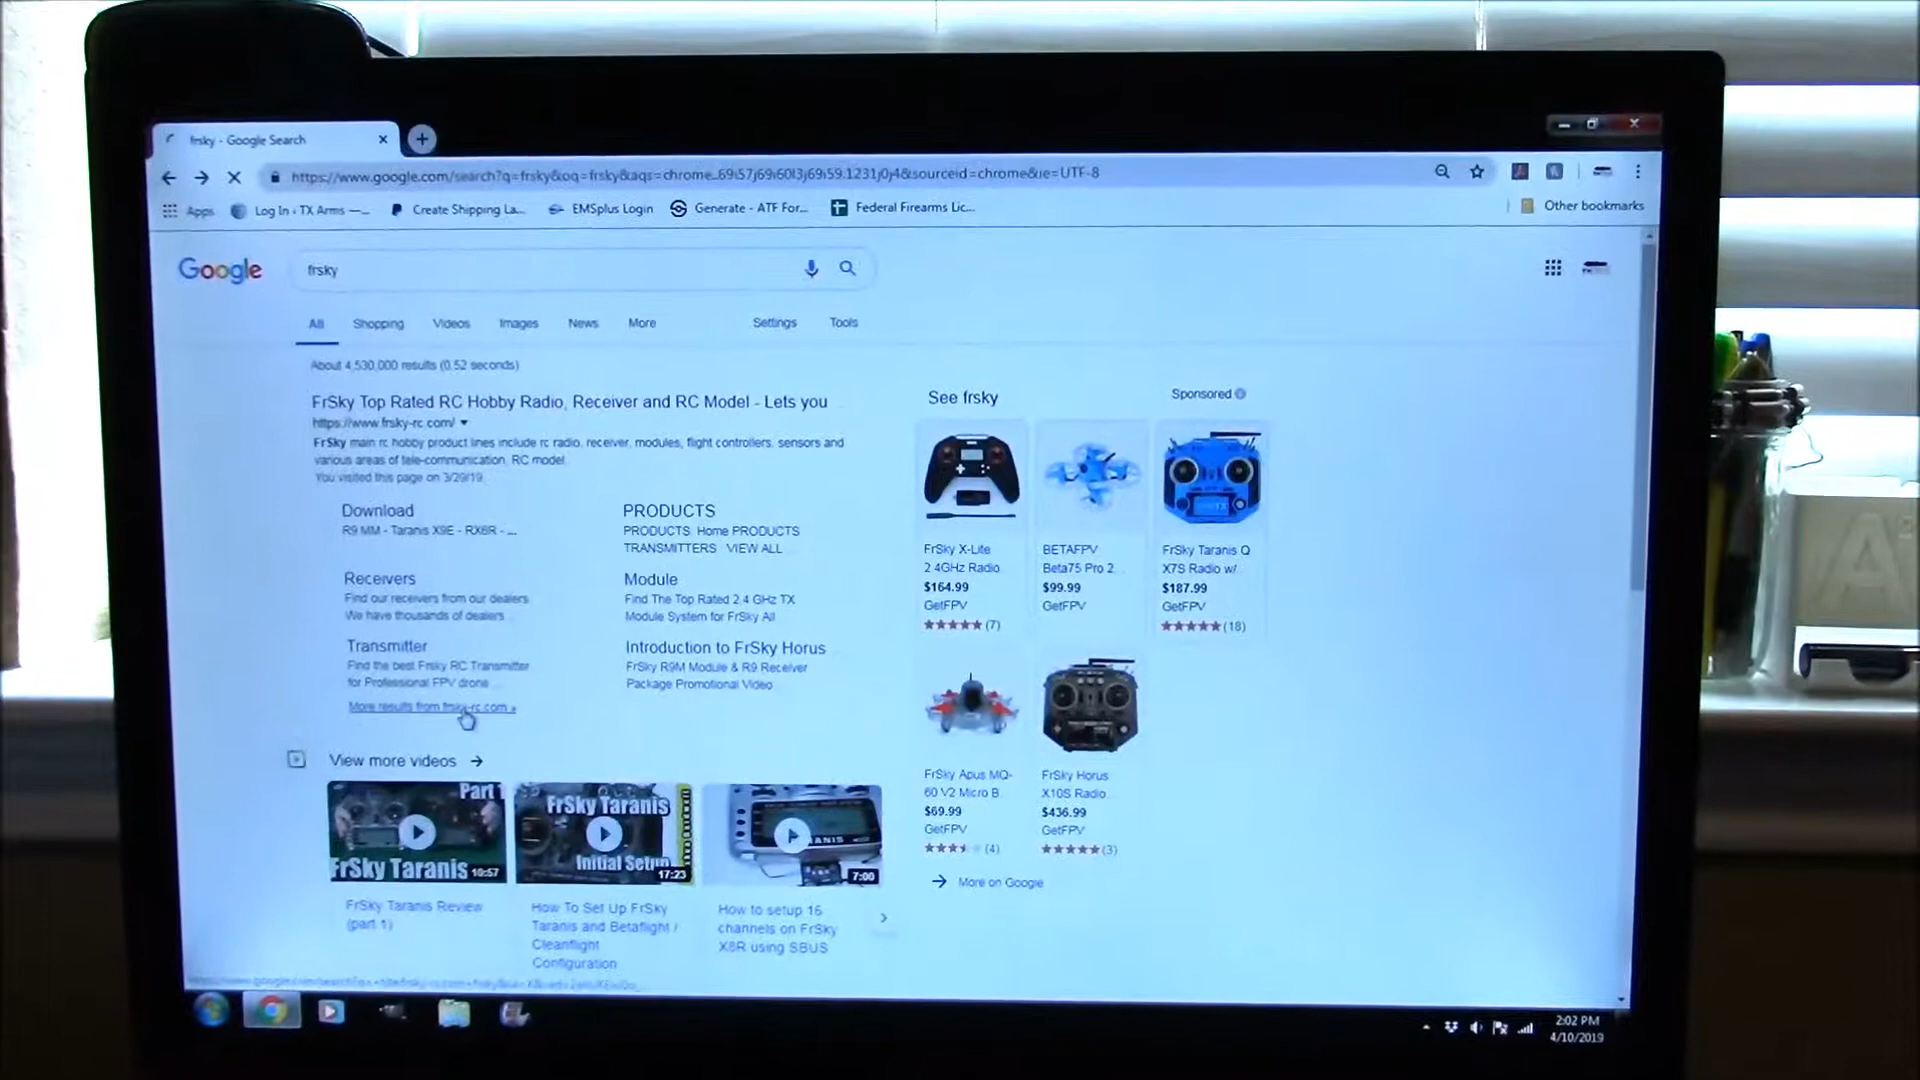 frsky - Google Search
https://www.google.com/search?q=frsky&oq=frsky&aqs=chrome..69i57j69i60l3j69i59.1231j0j4&sourceid=chrome&ie=UTF-8
Apps
Log In ‹ TX Arms —...
Create Shipping La...
EMSplus Login
Generate - ATF For...
Federal Firearms Lic...
Other bookmarks
Google
frsky
All Shopping Videos Images News More Settings Tools
About 4,530,000 results (0.52 seconds)
FrSky Top Rated RC Hobby Radio, Receiver and RC Model - Lets you
https://www.frsky-rc.com/
FrSky main rc hobby product lines include rc radio, receiver, modules, flight controllers, sensors and
various areas of tele-communication, RC model.
You visited this page on 3/29/19.
Download
R9 MM - Taranis X9E - RX6R - ...
PRODUCTS
PRODUCTS. Home PRODUCTS
TRANSMITTERS · VIEW ALL ...
Receivers
Find our receivers from our dealers.
We have thousands of dealers ...
Module
Find The Top Rated 2.4 GHz TX
Module System for FrSky All ...
Transmitter
Find the best Frsky RC Transmitter
for Professional FPV drone ...
Introduction to FrSky Horus
FrSky R9M Module & R9 Receiver
Package Promotional Video ...
More results from frsky-rc.com »
See frsky
Sponsored
FrSky X-Lite
2.4GHz Radio...
$164.99
GetFPV
(7)
BETAFPV
Beta75 Pro 2...
$99.99
GetFPV
FrSky Taranis Q
X7S Radio w/...
$187.99
GetFPV
(18)
FrSky Apus MQ-
60 V2 Micro B...
$69.99
GetFPV
(4)
FrSky Horus
X10S Radio...
$436.99
GetFPV
(3)
More on Google
View more videos
Part 1
FrSky Taranis
10:57
FrSky Taranis
Initial Setup
17:23
7:00
FrSky Taranis Review
(part 1)
How To Set Up FrSky
Taranis and Betaflight /
Cleanflight
Configuration
How to setup 16
channels on FrSky
X8R using SBUS
2:02 PM
4/10/2019